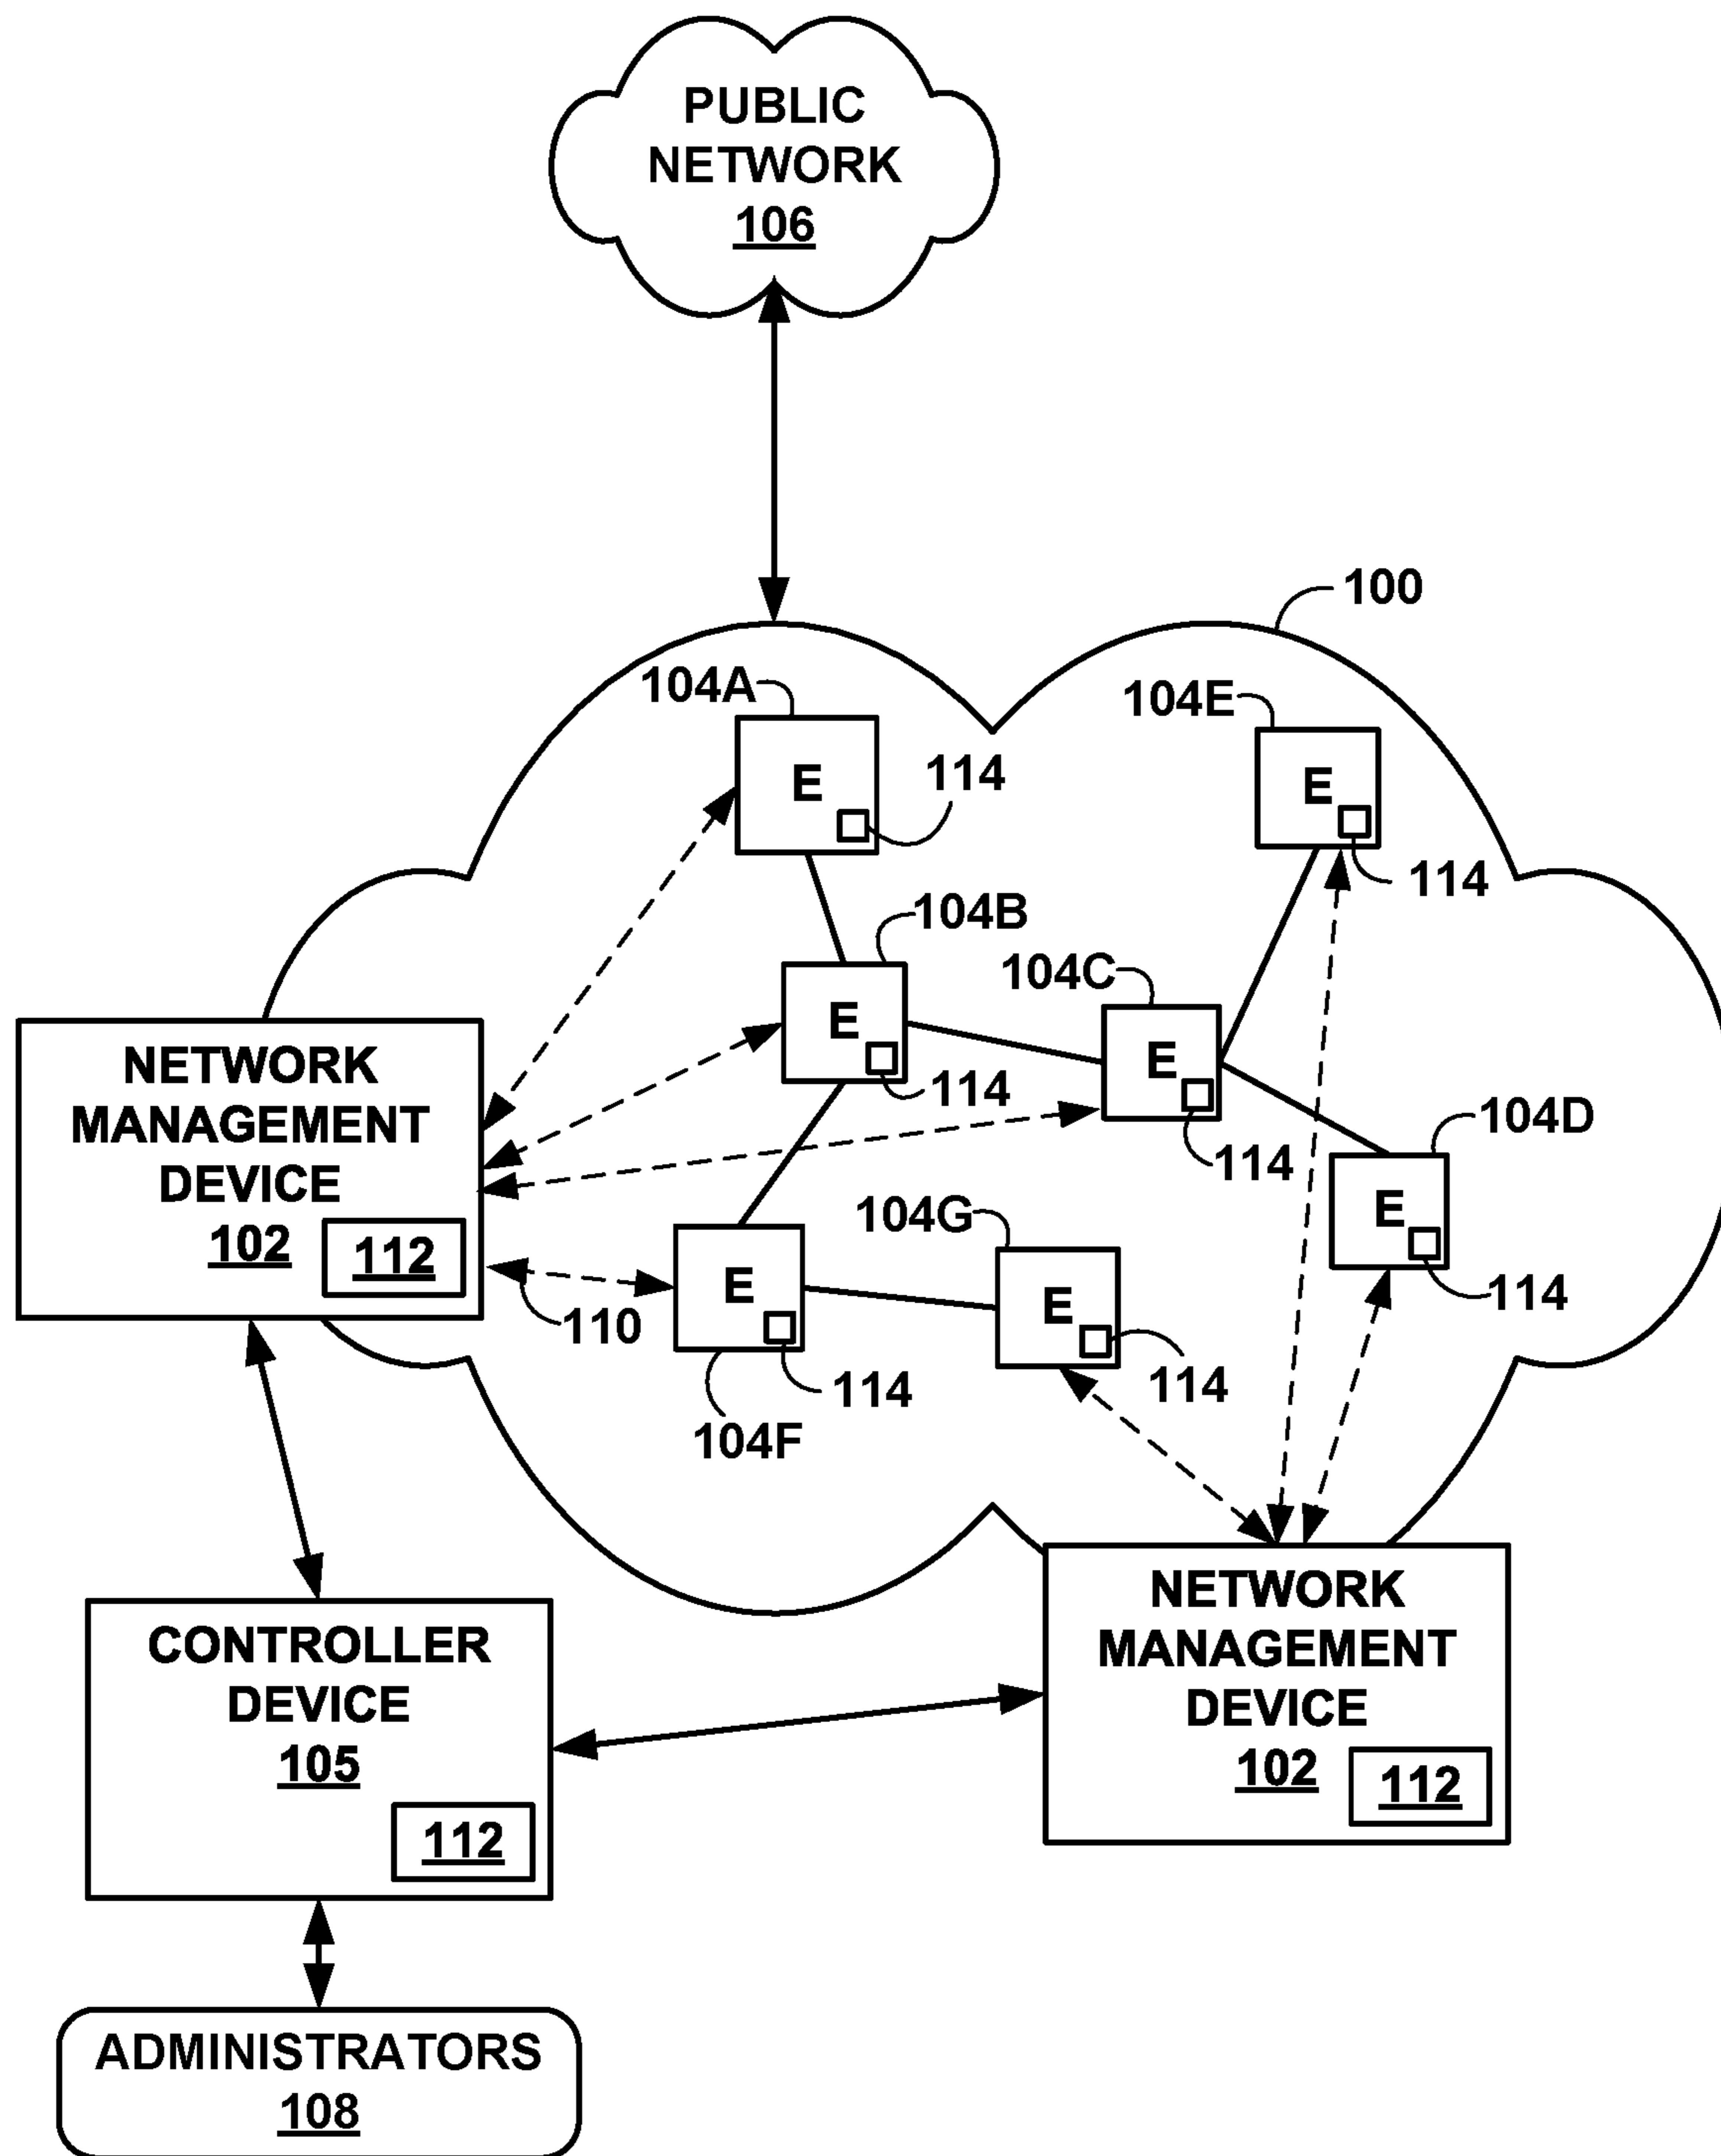 PUBLIC
NETWORK
106
100
104A
104E
E
114
E
114
104B
104C
E
114
E
114
NETWORK
MANAGEMENT
DEVICE
102
112
104D
E
114
104G
E
114
110
E
114
104F
NETWORK
MANAGEMENT
DEVICE
102
112
CONTROLLER
DEVICE
105
112
ADMINISTRATORS
108